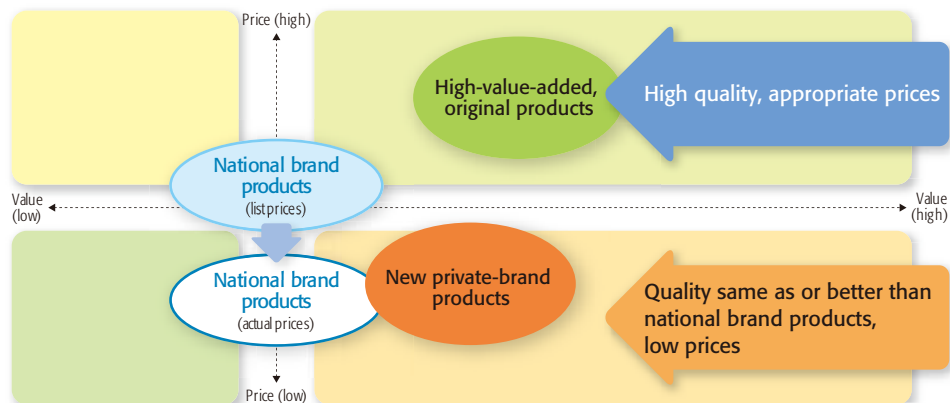 Price (high)
High-value-added,
original products
High quality, appropriate prices
National brand
products
(list prices)
Value
(low)
Value
(high)
National brand
products
(actual prices)
New private-brand
products
Quality same as or better than
national brand products,
low prices
Price (low)